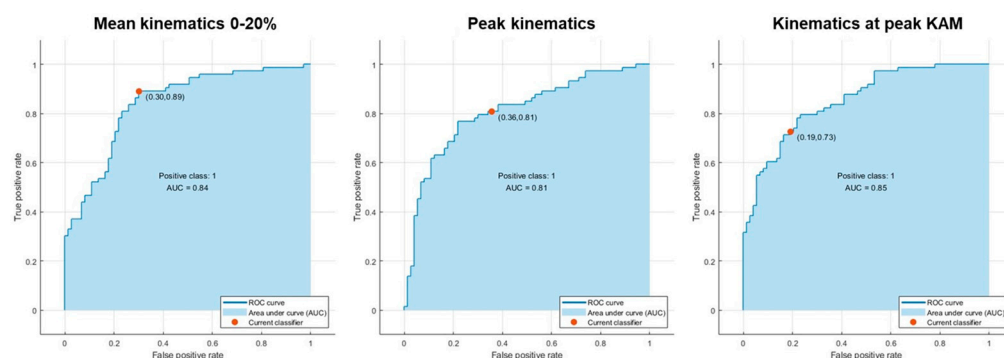 Mean kinematics 0-20%
1
0.8
0.6
0.4
0.2
0
True positive rate
(0.30,0.89)
Positive class: 1
AUC = 0.84
ROC curve
Area under curve (AUC)
Current classifier
0 0.2 0.4 0.6 0.8 1
False positive rate
Peak kinematics
1
0.8
0.6
0.4
0.2
0
True positive rate
(0.36,0.81)
Positive class: 1
AUC = 0.81
ROC curve
Area under curve (AUC)
Current classifier
0 0.2 0.4 0.6 0.8 1
False positive rate
Kinematics at peak KAM
1
0.8
0.6
0.4
0.2
0
True positive rate
(0.19,0.73)
Positive class: 1
AUC = 0.85
ROC curve
Area under curve (AUC)
Current classifier
0 0.2 0.4 0.6 0.8 1
False positive rate